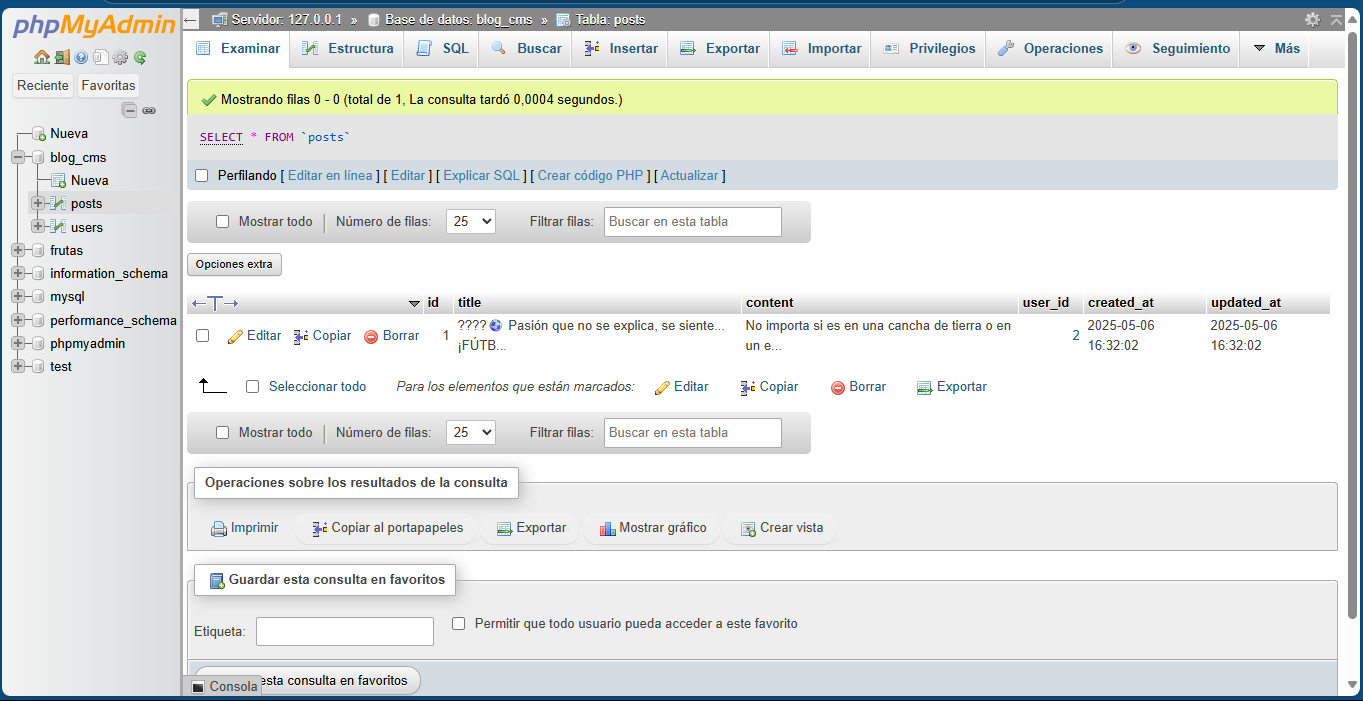 phpMyAdmin
Reciente Favoritas
Nueva
blog_cms
Nueva
posts
users
frutas
information_schema
mysql
performance_schema
phpmyadmin
test
Servidor: 127.0.0.1 » Base de datos: blog_cms » Tabla: posts
Examinar Estructura SQL Buscar Insertar Exportar Importar Privilegios Operaciones Seguimiento Más
Mostrando filas 0 - 0 (total de 1, La consulta tardó 0,0004 segundos.)
SELECT * FROM `posts`
Perfilando [ Editar en línea ] [ Editar ] [ Explicar SQL ] [ Crear código PHP ] [ Actualizar ]
Mostrar todo Número de filas: 25 Filtrar filas: Buscar en esta tabla
Opciones extra
id title content user_id created_at updated_at
Editar Copiar Borrar 1 ????🌎 Pasión que no se explica, se siente... No importa si es en una cancha de tierra o en 2 2025-05-06 2025-05-06
¡FÚTB... un e... 16:32:02 16:32:02
Seleccionar todo Para los elementos que están marcados: Editar Copiar Borrar Exportar
Mostrar todo Número de filas: 25 Filtrar filas: Buscar en esta tabla
Operaciones sobre los resultados de la consulta
Imprimir Copiar al portapapeles Exportar Mostrar gráfico Crear vista
Guardar esta consulta en favoritos
Etiqueta: Permitir que todo usuario pueda acceder a este favorito
Consola esta consulta en favoritos